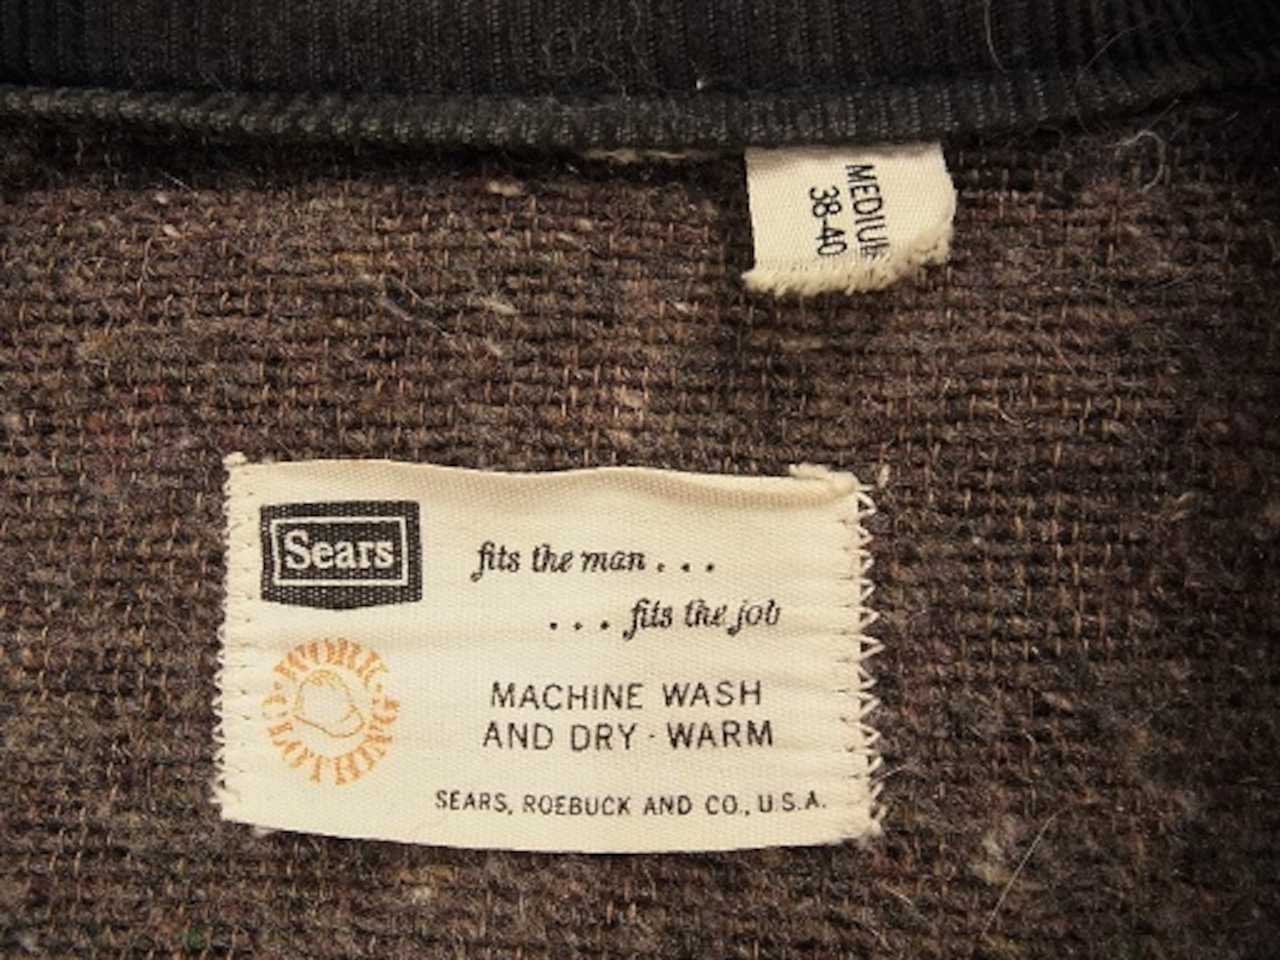 MEDIUM
38-40
Sears
fits the man . . .
. . . fits the job
WORK
CLOTHING
MACHINE WASH
AND DRY - WARM
SEARS, ROEBUCK AND CO., U.S.A.